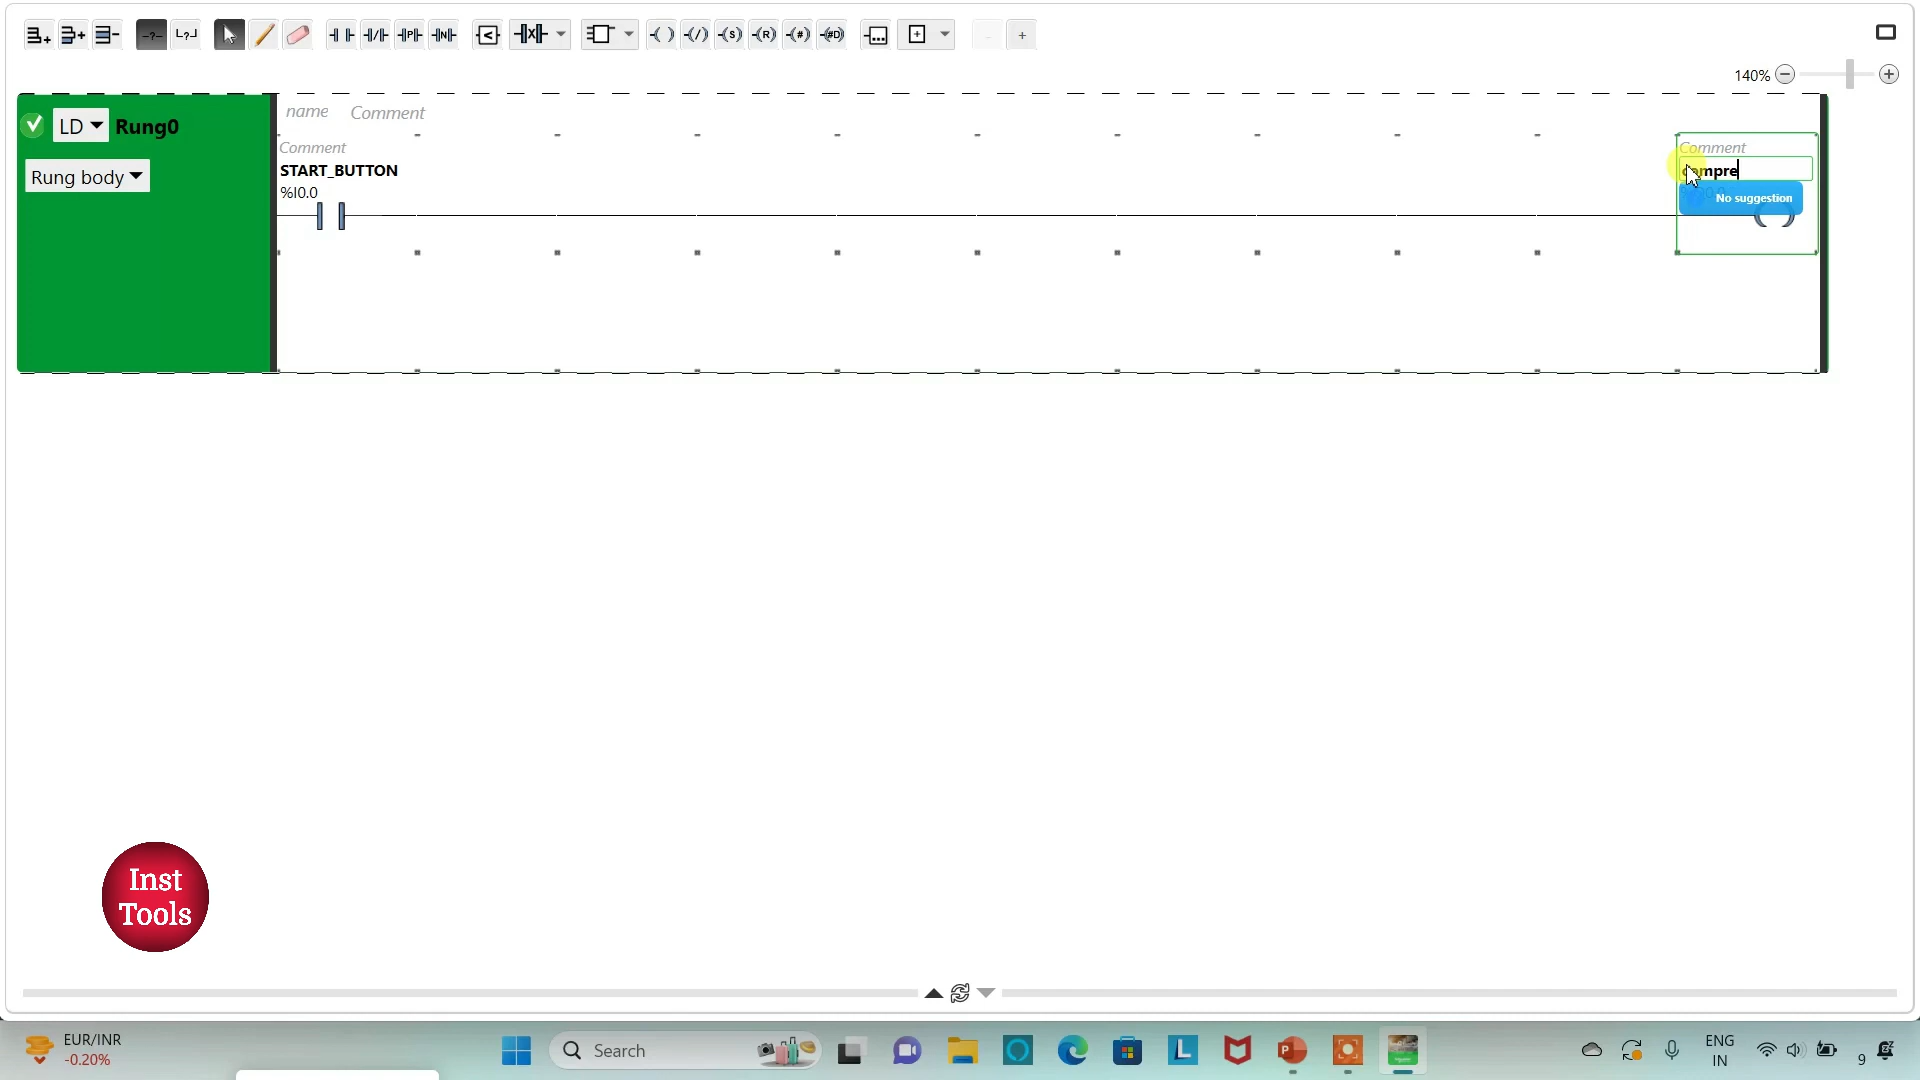 140%
LD Rung0
name Comment
Comment
START_BUTTON
%I0.0
Rung body
Comment
compre
No suggestion
Inst
Tools
EUR/INR
-0.20%
Search
ENG
IN
9